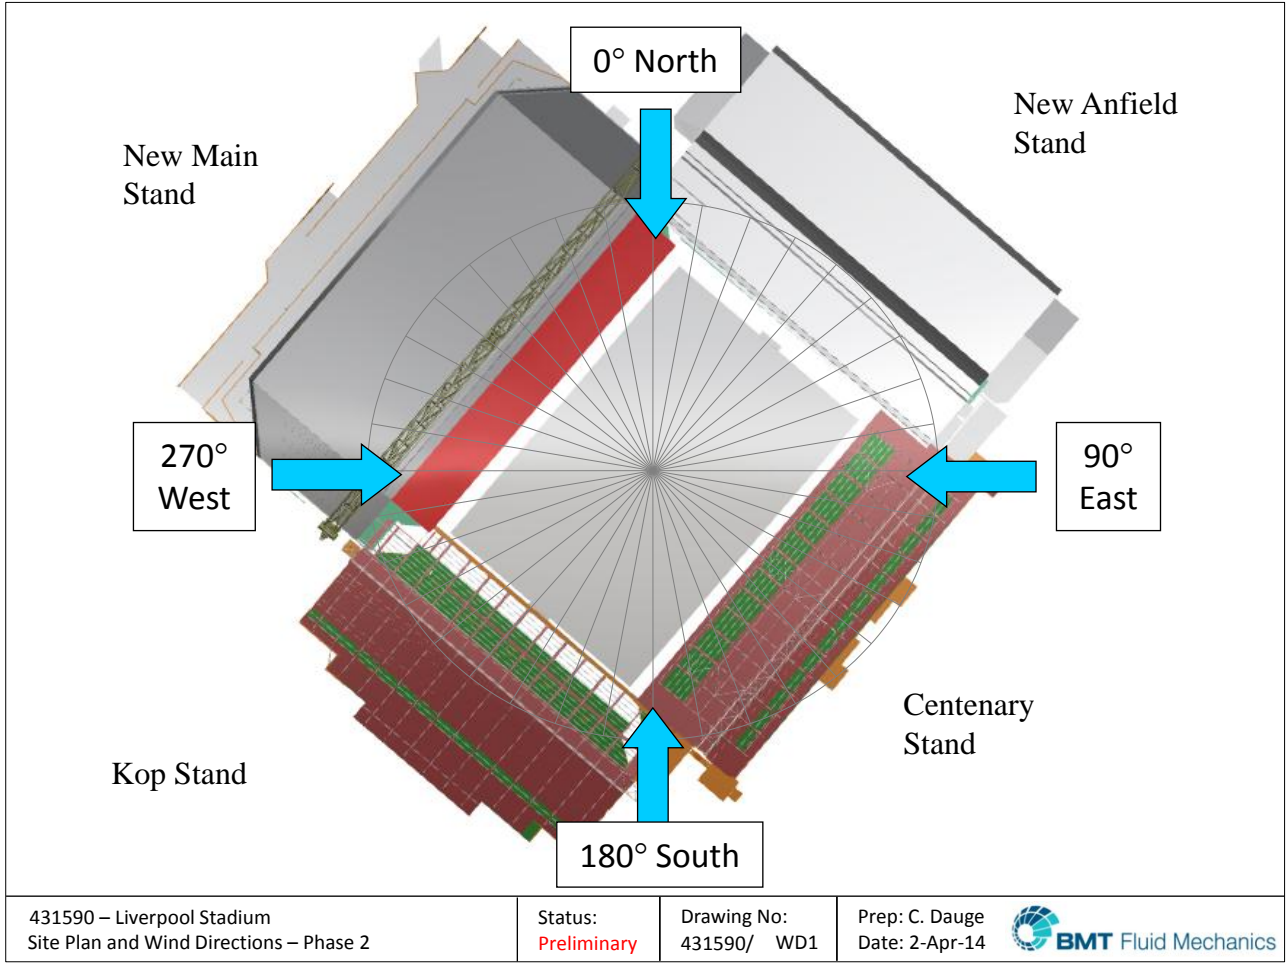 0° North
New Anfield
Stand
New Main
Stand
270°
West
90°
East
Centenary
Stand
Kop Stand
180° South
431590 – Liverpool Stadium
Site Plan and Wind Directions – Phase 2
Status:
Preliminary
Drawing No:
431590/ WD1
Prep: C. Dauge
Date: 2-Apr-14
BMT Fluid Mechanics